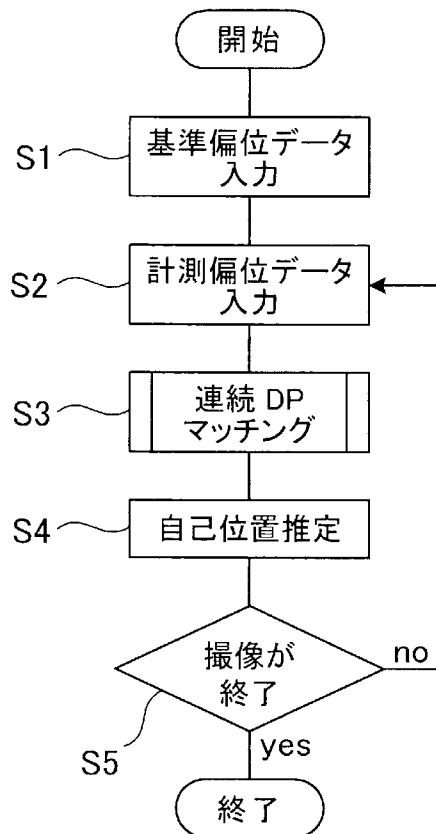 開始
S1
基準偏位データ
入力
S2
計測偏位データ
入力
S3
連続 DP
マッチング
S4
自己位置推定
撮像が
終了
no
S5
yes
終了